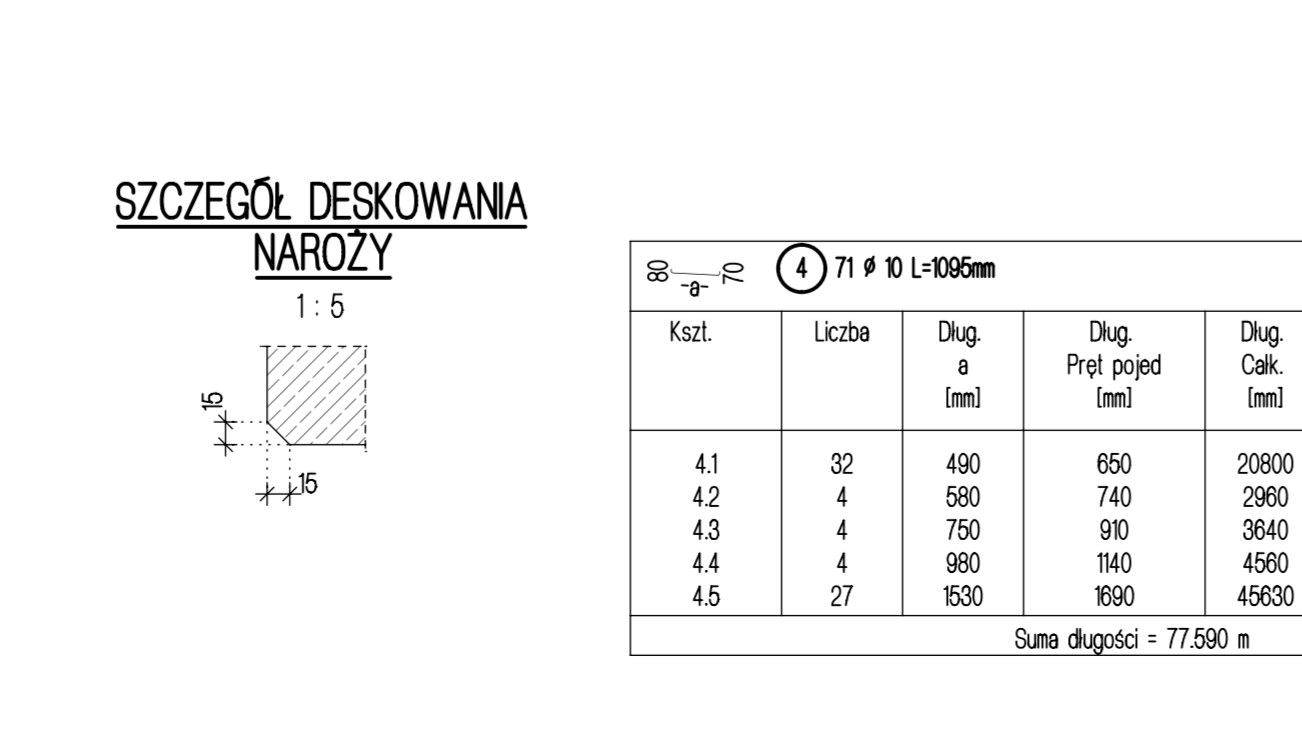 SZCZEGÓŁ DESKOWANIA
NAROŻY
1 : 5
15
15
80 -a- 70 4 71 ø 10 L=1095mm
Kszt. Liczba Dług. a [mm] Dług. Pręt pojed [mm] Dług. Całk. [mm]
4.1 32 490 650 20800
4.2 4 580 740 2960
4.3 4 750 910 3640
4.4 4 980 1140 4560
4.5 27 1530 1690 45630
Suma długości = 77.590 m